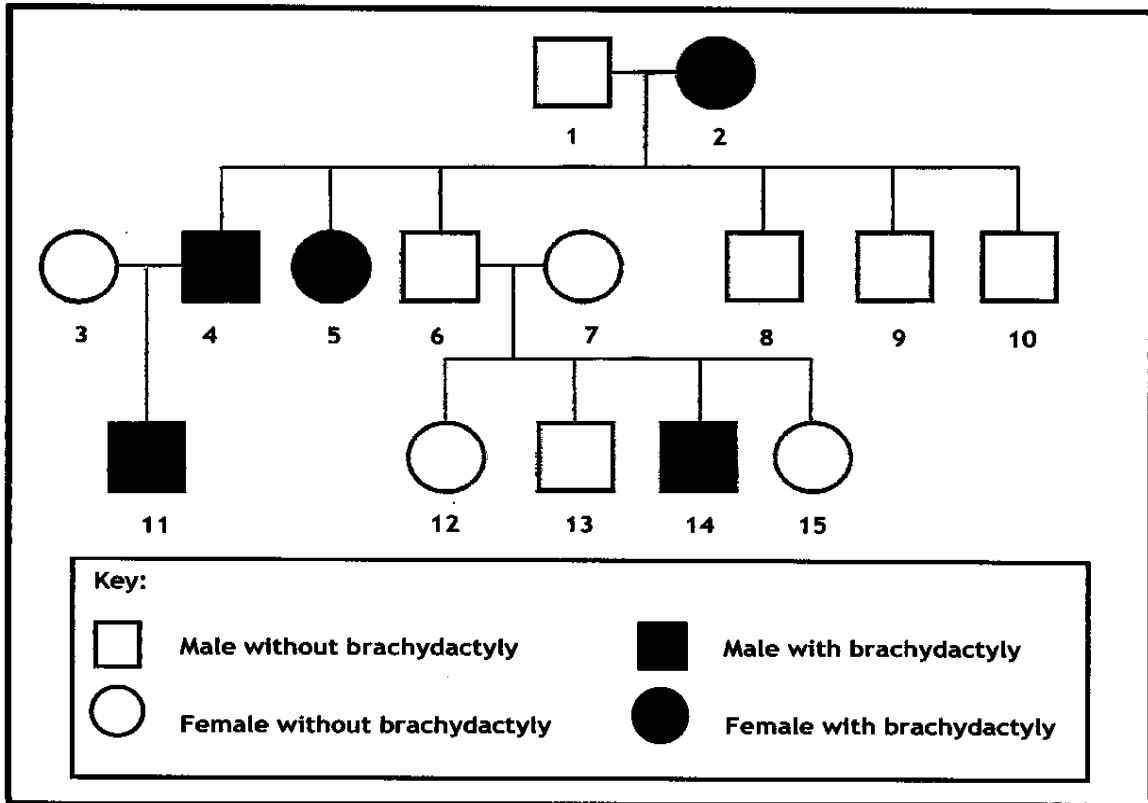 1 2
3 4 5 6 7 8 9 10
11 12 13 14 15
Key:
Male without brachydactyly Male with brachydactyly
Female without brachydactyly Female with brachydactyly